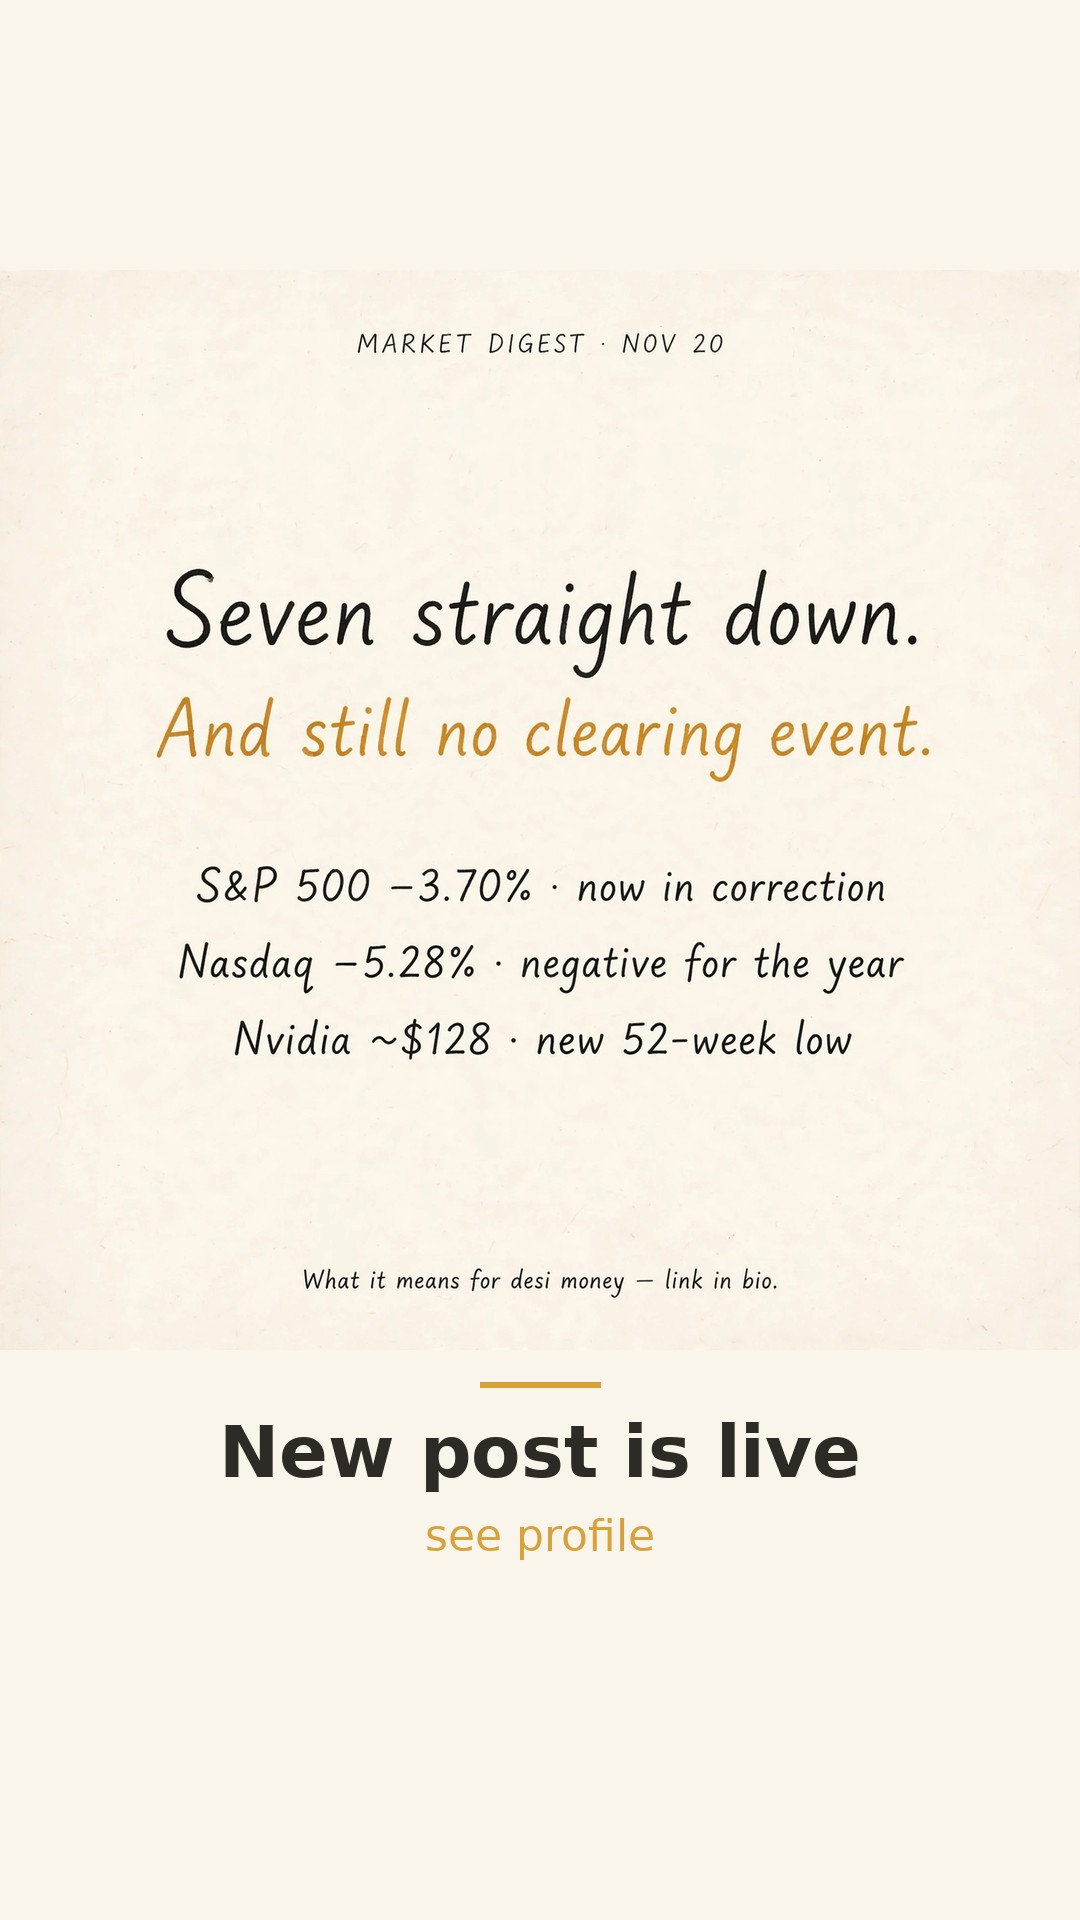 MARKET DIGEST · NOV 20
Seven straight down.
And still no clearing event.
S&P 500 −3.70% · now in correction
Nasdaq −5.28% · negative for the year
Nvidia ~$128 · new 52-week low
What it means for desi money — link in bio.
New post is live
see profile